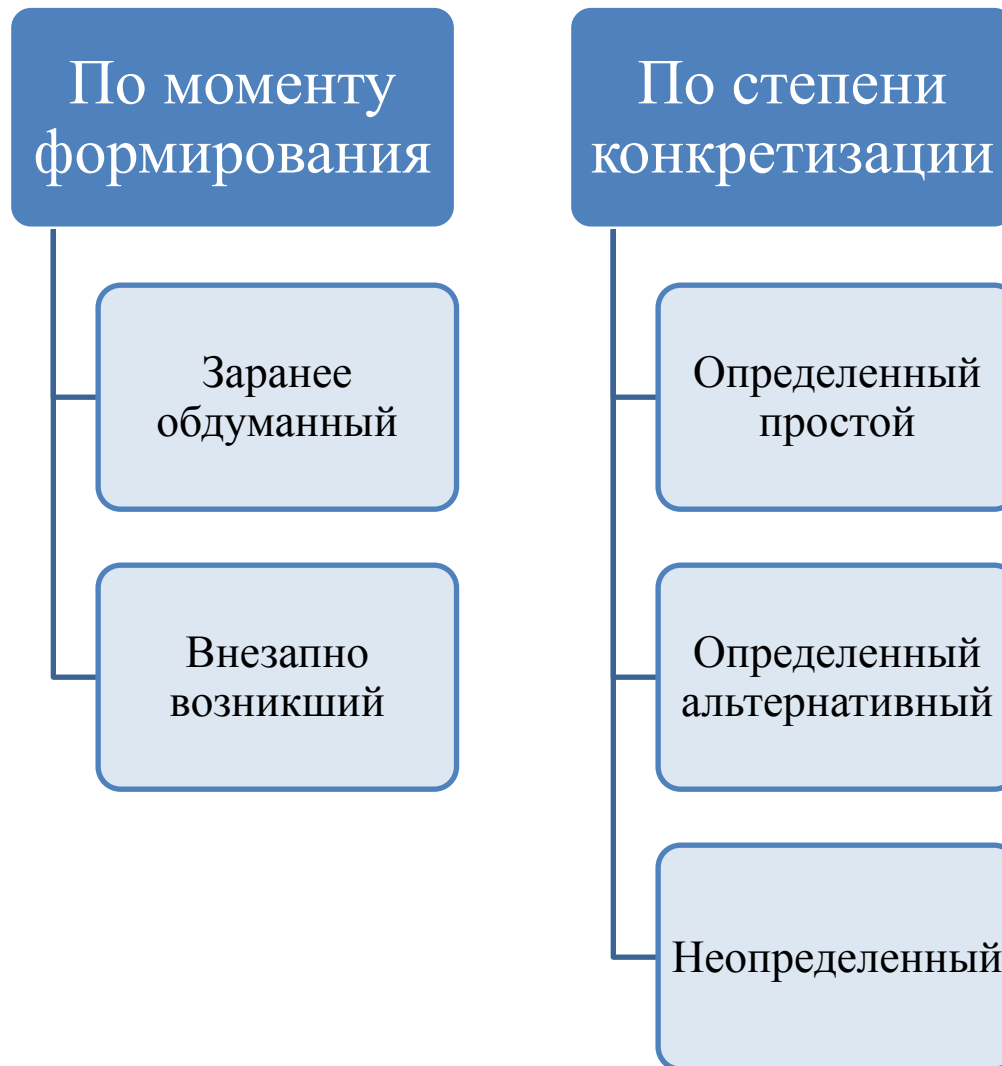 По моменту
формирования
Заранее
обдуманный
Внезапно
возникший
По степени
конкретизации
Определенный
простой
Определенный
альтернативный
Неопределенный